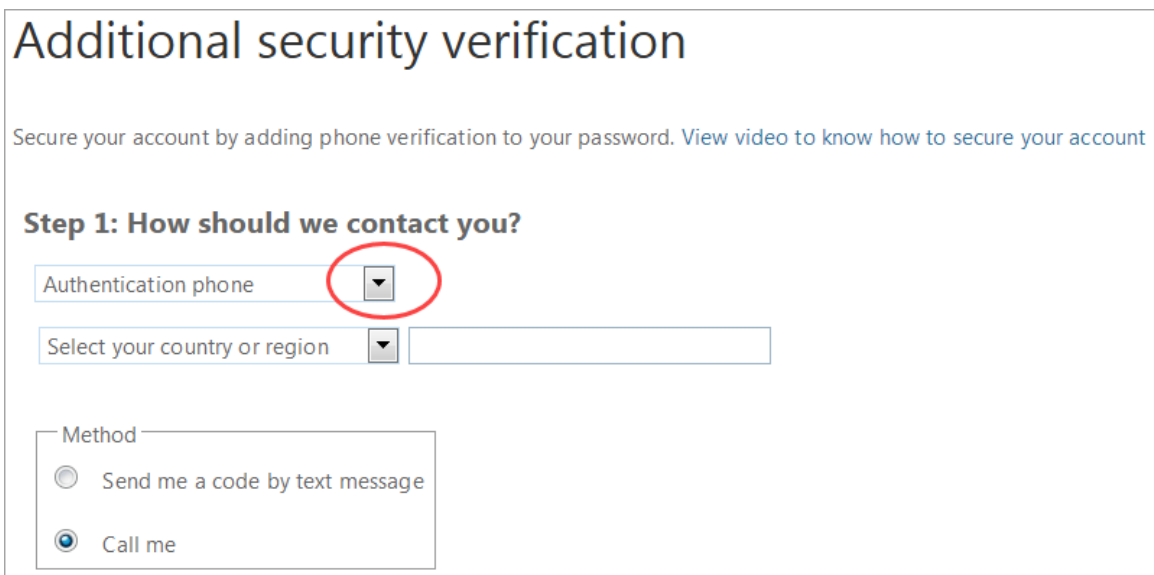 Additional security verification
Secure your account by adding phone verification to your password. View video to know how to secure your account
Step 1: How should we contact you?
Authentication phone
Select your country or region
Method
Send me a code by text message
Call me